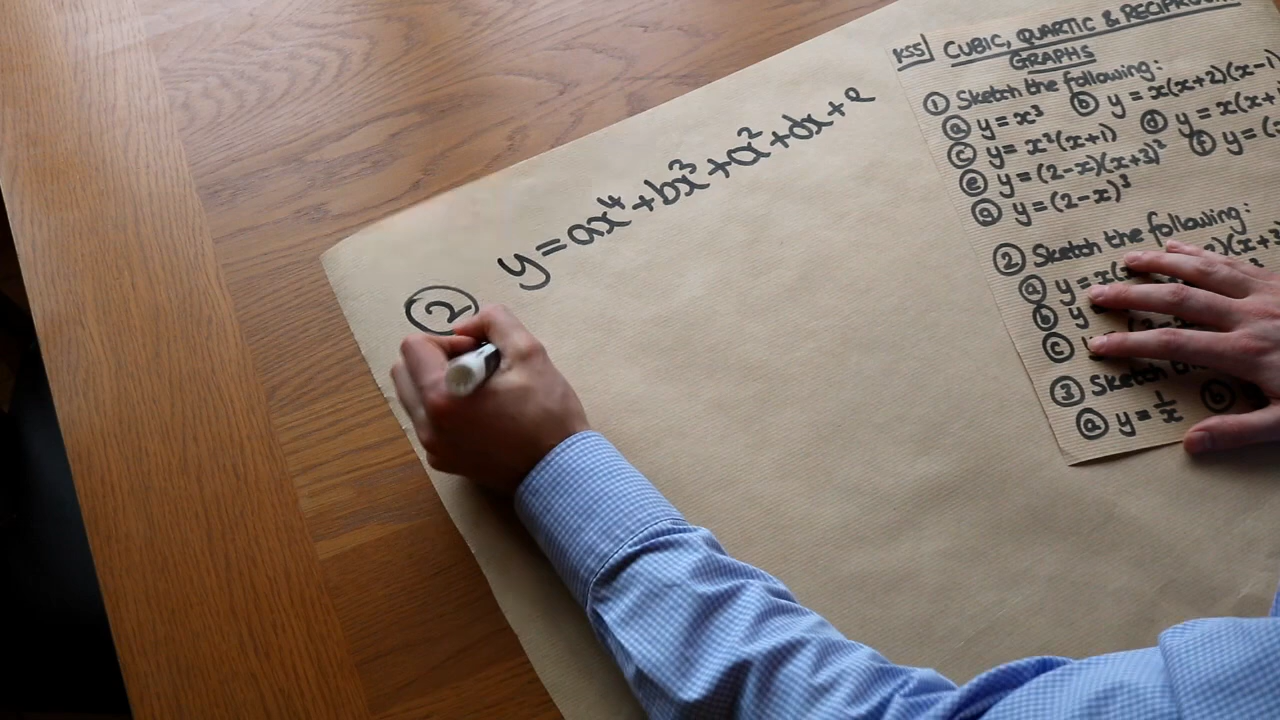 ② y=ax⁴+bx³+cx²+dx+e
KS5 CUBIC, QUARTIC & RECIPROCAL
GRAPHS
① Sketch the following:
ⓐ y=x³ ⓑ y=x(x+2)(x-1)
ⓒ y=x²(x+1) ⓓ y=x(x+
ⓔ y=(2-x)(x+3)² ⓕ y=(
ⓖ y=(2-x)³
② Sketch the following:
ⓐ y=x(x )(x+3
ⓑ y
ⓒ
③ Sketch
ⓐ y=1/x ⓑ